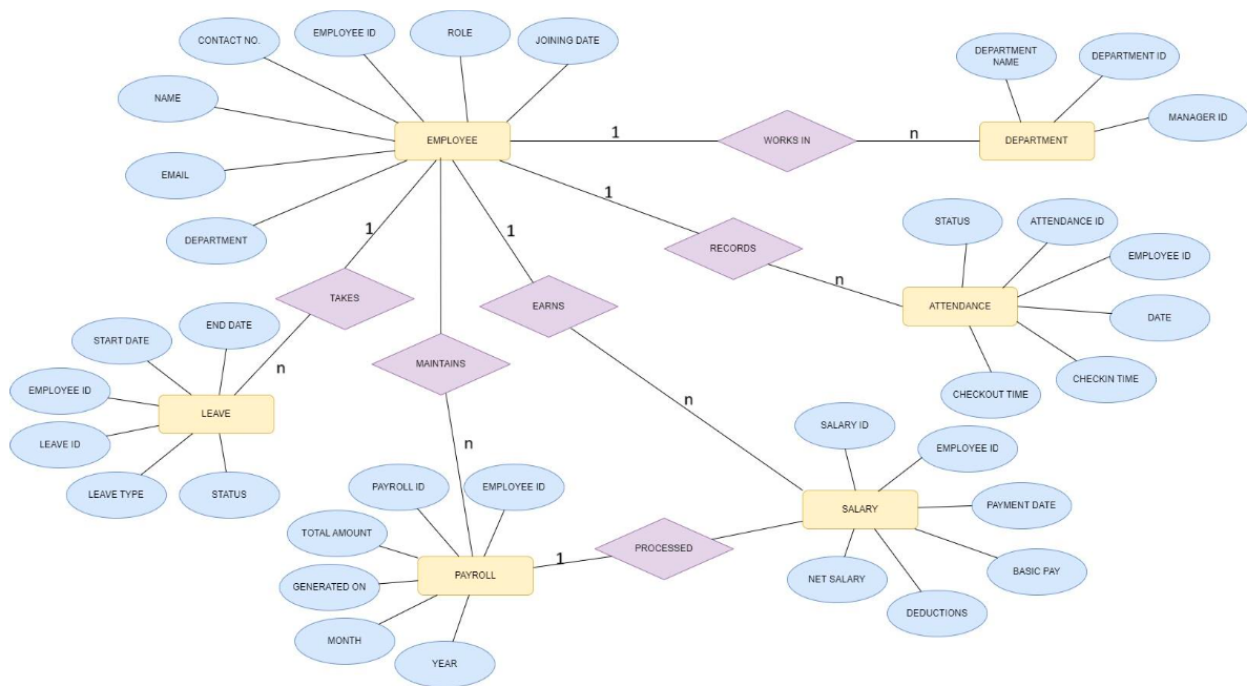 CONTACT NO.
EMPLOYEE ID
ROLE
JOINING DATE
NAME
EMAIL
DEPARTMENT
EMPLOYEE
1
WORKS IN
n
DEPARTMENT
NAME
DEPARTMENT ID
MANAGER ID
DEPARTMENT
1
RECORDS
n
STATUS
ATTENDANCE ID
EMPLOYEE ID
DATE
CHECKIN TIME
CHECKOUT TIME
ATTENDANCE
1
TAKES
n
START DATE
END DATE
EMPLOYEE ID
LEAVE ID
LEAVE TYPE
STATUS
LEAVE
MAINTAINS
n
1
EARNS
n
SALARY ID
EMPLOYEE ID
PAYMENT DATE
BASIC PAY
DEDUCTIONS
NET SALARY
SALARY
PAYROLL ID
EMPLOYEE ID
TOTAL AMOUNT
GENERATED ON
MONTH
YEAR
PAYROLL
1
PROCESSED